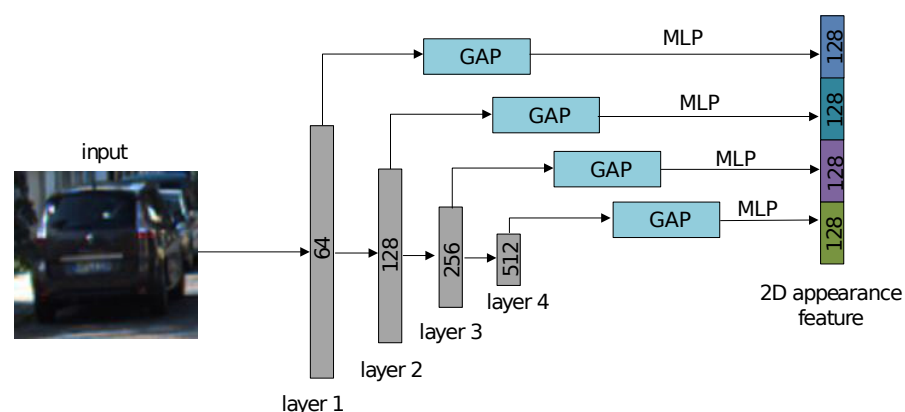 GAP
MLP
128
GAP
MLP
128
input
GAP
MLP
128
GAP
MLP
128
64
128
256
512
layer 4
2D appearance
feature
layer 3
layer 2
layer 1